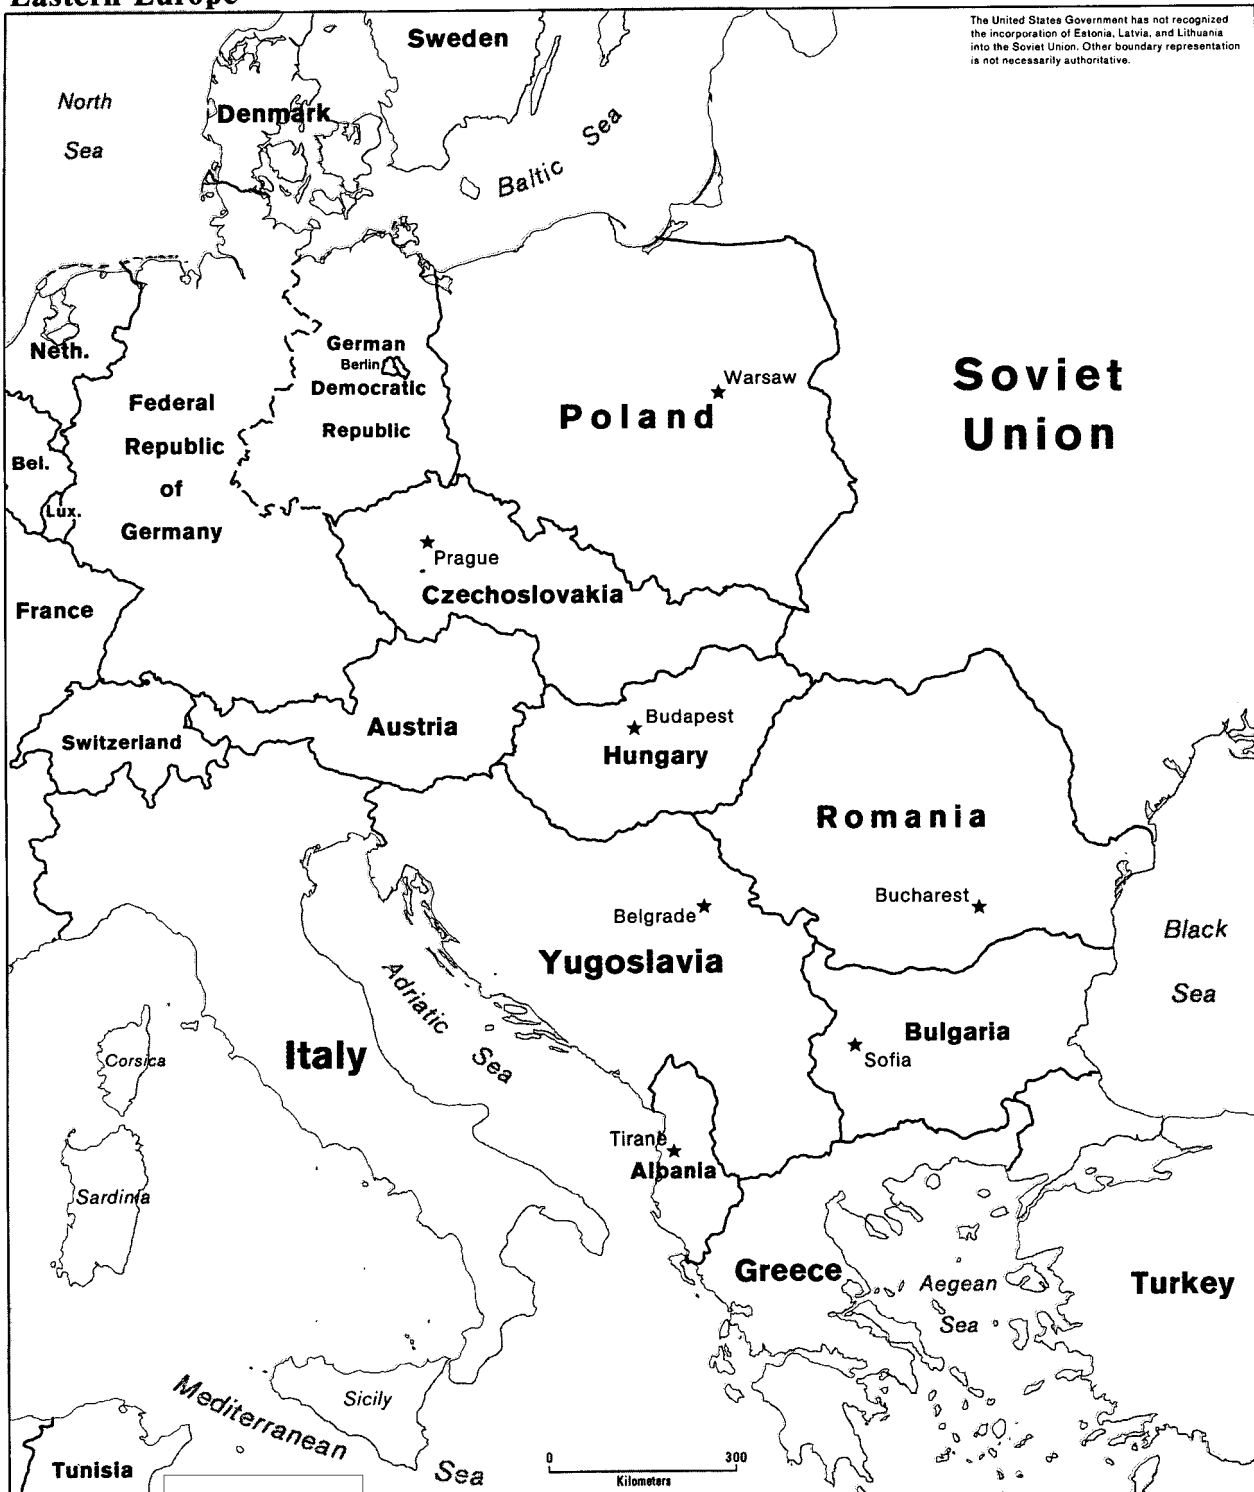 Eastern Europe
The United States Government has not recognized
the incorporation of Estonia, Latvia, and Lithuania
into the Soviet Union. Other boundary representation
is not necessarily authoritative.
Sweden
North
Sea
Denmark
Baltic Sea
Neth.
German
Berlin
Democratic
Republic
Federal
Republic
of
Germany
Warsaw
Poland
Soviet
Union
Bel.
Lux.
Prague
Czechoslovakia
France
Austria
Switzerland
Budapest
Hungary
Romania
Bucharest
Belgrade
Yugoslavia
Black
Sea
Adriatic
Sea
Italy
Corsica
Bulgaria
Sofia
Tiranë
Albania
Sardinia
Greece
Aegean
Sea
Turkey
Sicily
Mediterranean
Sea
Tunisia
0 300
Kilometers